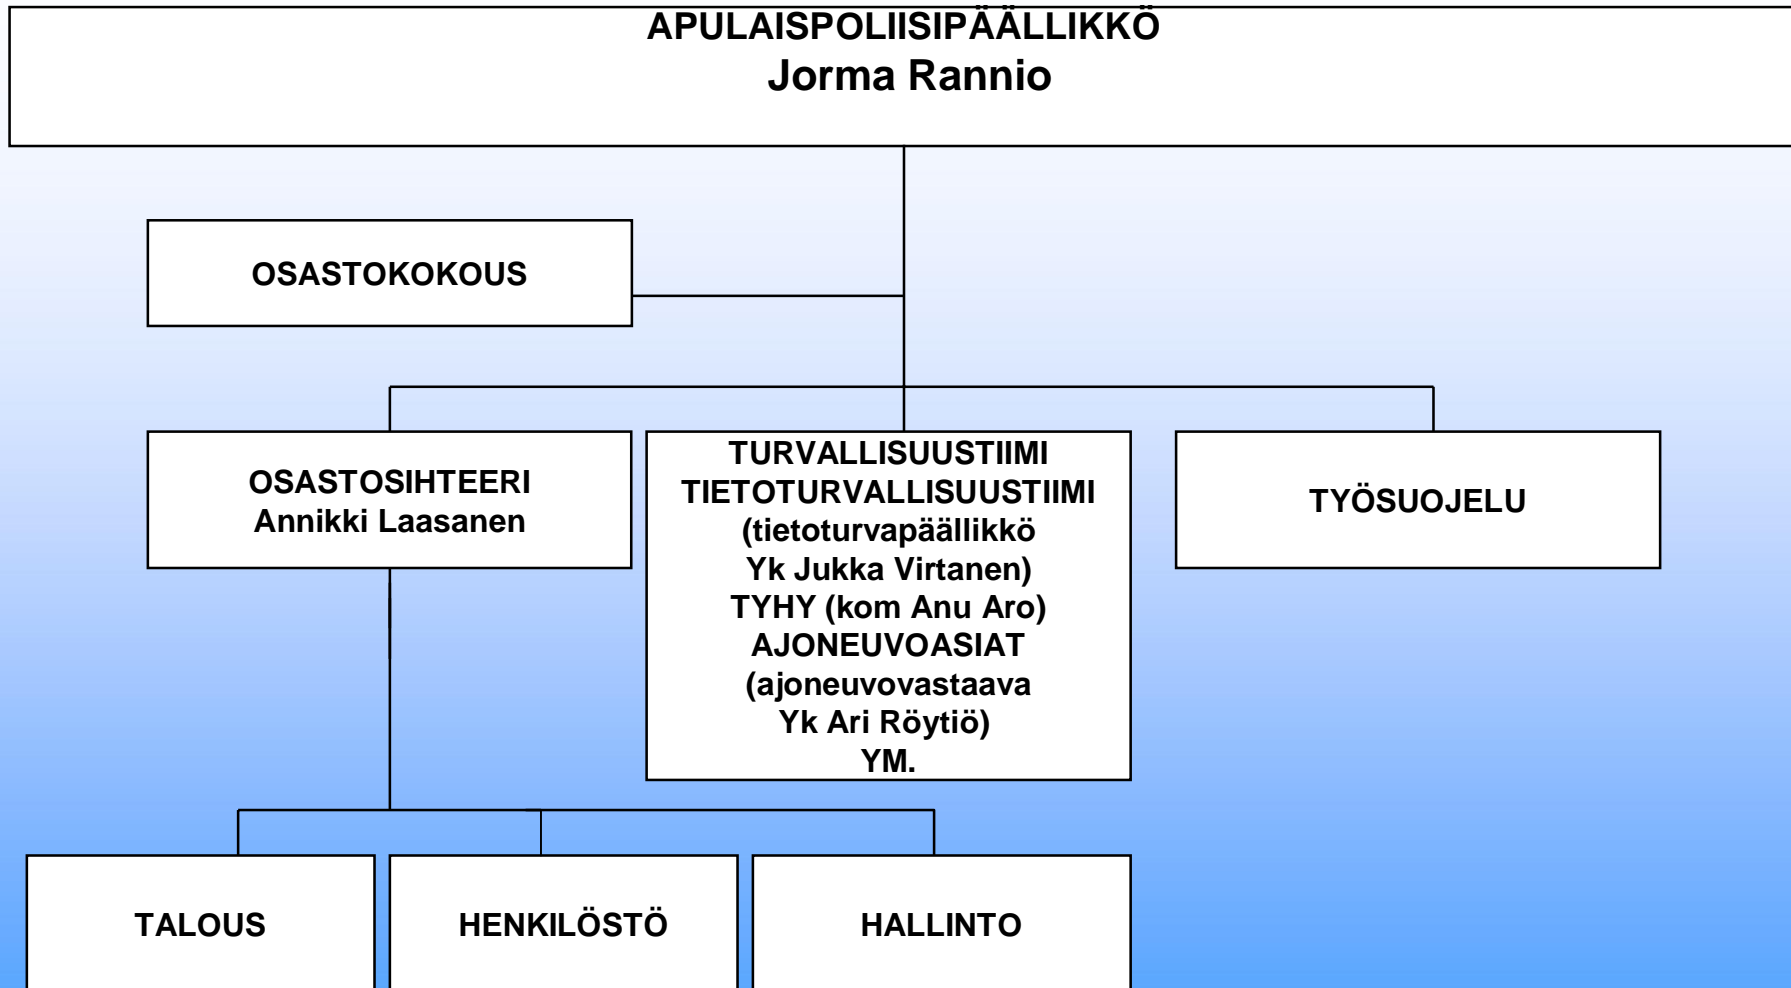 APULAISPOLIISIPÄÄLLIKKÖ
Jorma Rannio
OSASTOKOKOUS
OSASTOSIHTEERI
Annikki Laasanen
TURVALLISUUSTIIMI
TIETOTURVALLISUUSTIIMI
(tietoturvapäällikkö
Yk Jukka Virtanen)
TYHY (kom Anu Aro)
AJONEUVOASIAT
(ajoneuvovastaava
Yk Ari Röytiö)
YM.
TYÖSUOJELU
TALOUS
HENKILÖSTÖ
HALLINTO